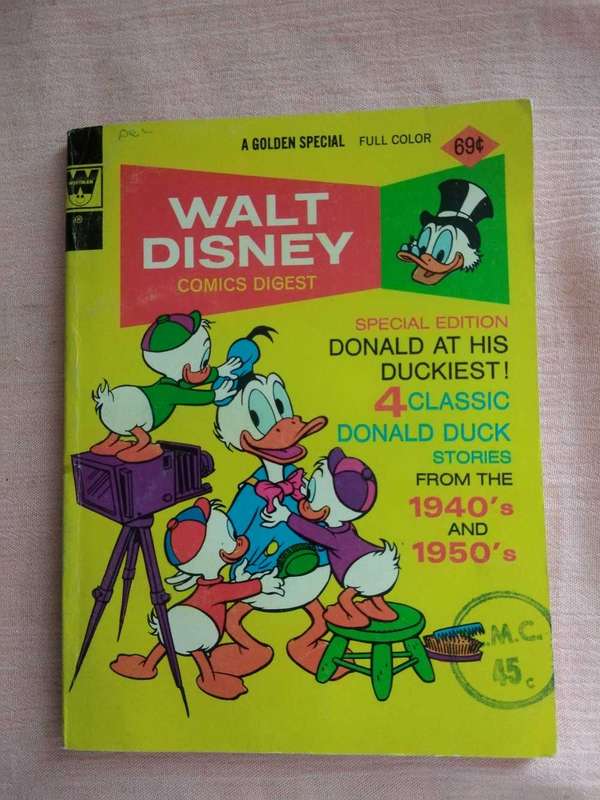 A GOLDEN SPECIAL FULL COLOR 69¢
WHITMAN
WALT
DISNEY
COMICS DIGEST
SPECIAL EDITION
DONALD AT HIS
DUCKIEST!
4 CLASSIC
DONALD DUCK
STORIES
FROM THE
1940's
AND
1950's
.M.C.
45c